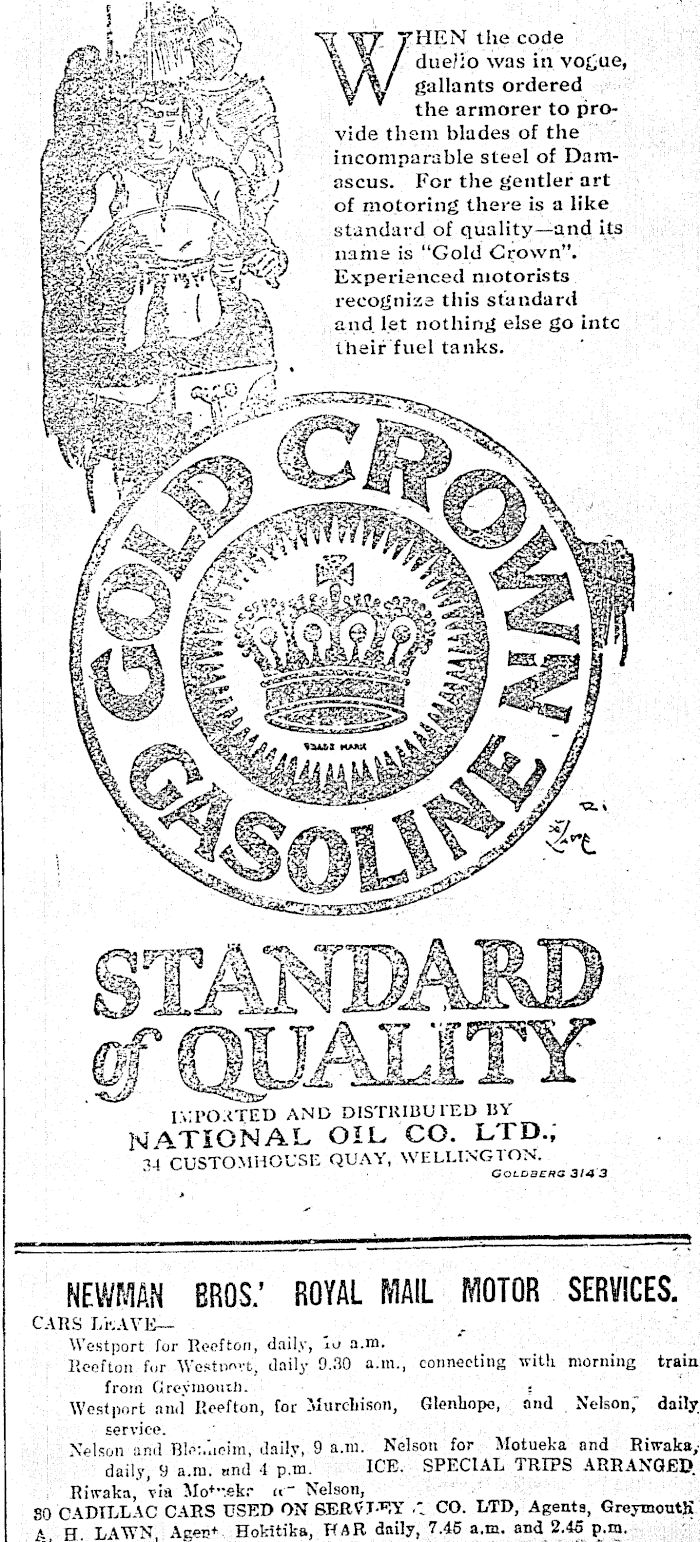 WHEN the code
duello was in vogue,
gallants ordered
the armorer to pro-
vide them blades of the
incomparable steel of Dam-
ascus. For the gentler art
of motoring there is a like
standard of quality—and its
name is "Gold Crown".
Experienced motorists
recognize this standard
and let nothing else go into
their fuel tanks.
GOLD CROWN
GASOLINE
TRADE MARK
STANDARD
of QUALITY
IMPORTED AND DISTRIBUTED BY
NATIONAL OIL CO. LTD.,
34 CUSTOMHOUSE QUAY, WELLINGTON.
GOLDBERG 3143
NEWMAN BROS.' ROYAL MAIL MOTOR SERVICES.
CARS LEAVE—
Westport for Reefton, daily, 10 a.m.
Reefton for Westport, daily 9.30 a.m., connecting with morning train
from Greymouth.
Westport and Reefton, for Murchison, Glenhope, and Nelson, daily
service.
Nelson and Blenheim, daily, 9 a.m. Nelson for Motueka and Riwaka,
daily, 9 a.m. and 4 p.m. ICE. SPECIAL TRIPS ARRANGED
Riwaka, via Nelson,
30 CADILLAC CARS USED ON CO. LTD, Agents, Greymouth
A. H. LAWN, Agent Hokitika, daily, 7.45 a.m. and 2.45 p.m.